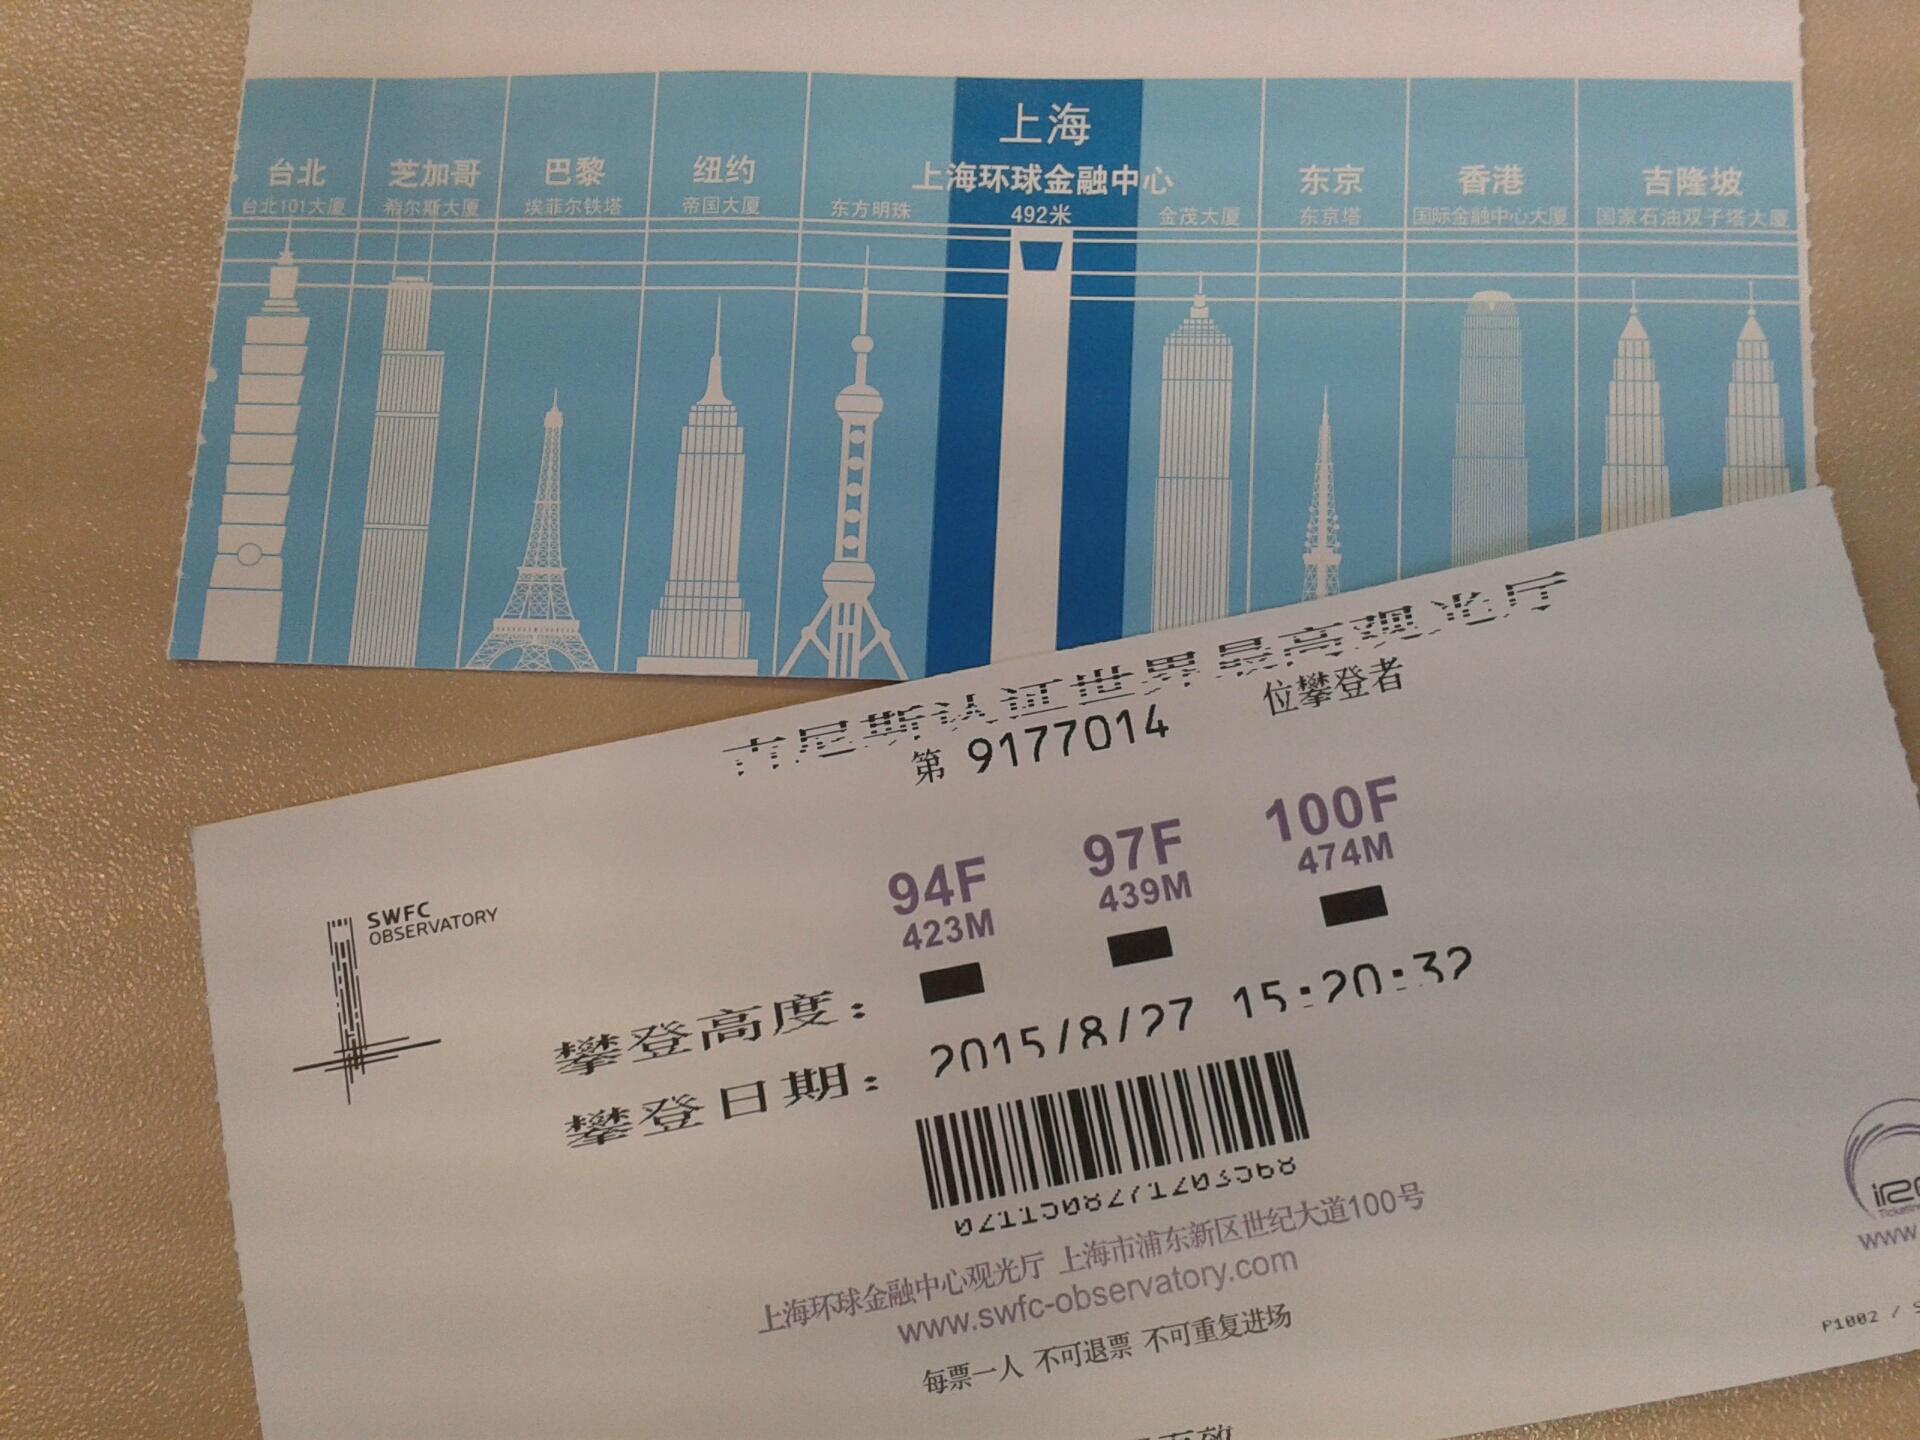 上海
台北 芝加哥 巴黎 纽约 上海环球金融中心 东京 香港 吉隆坡
台北101大厦 希尔斯大厦 埃菲尔铁塔 帝国大厦 东方明珠 492米 金茂大厦 东京塔 国际金融中心大厦 国家石油双子塔大厦
吉尼斯认证世界最高观光厅
第 9177014 位攀登者
94F 97F 100F
423M 439M 474M
SWFC
OBSERVATORY
攀登高度：
攀登日期： 2015/8/27 15:20:32
上海环球金融中心观光厅 上海市浦东新区世纪大道100号
www.swfc-observatory.com
每票一人 不可退票 不可重复进场
www.
P1002 /